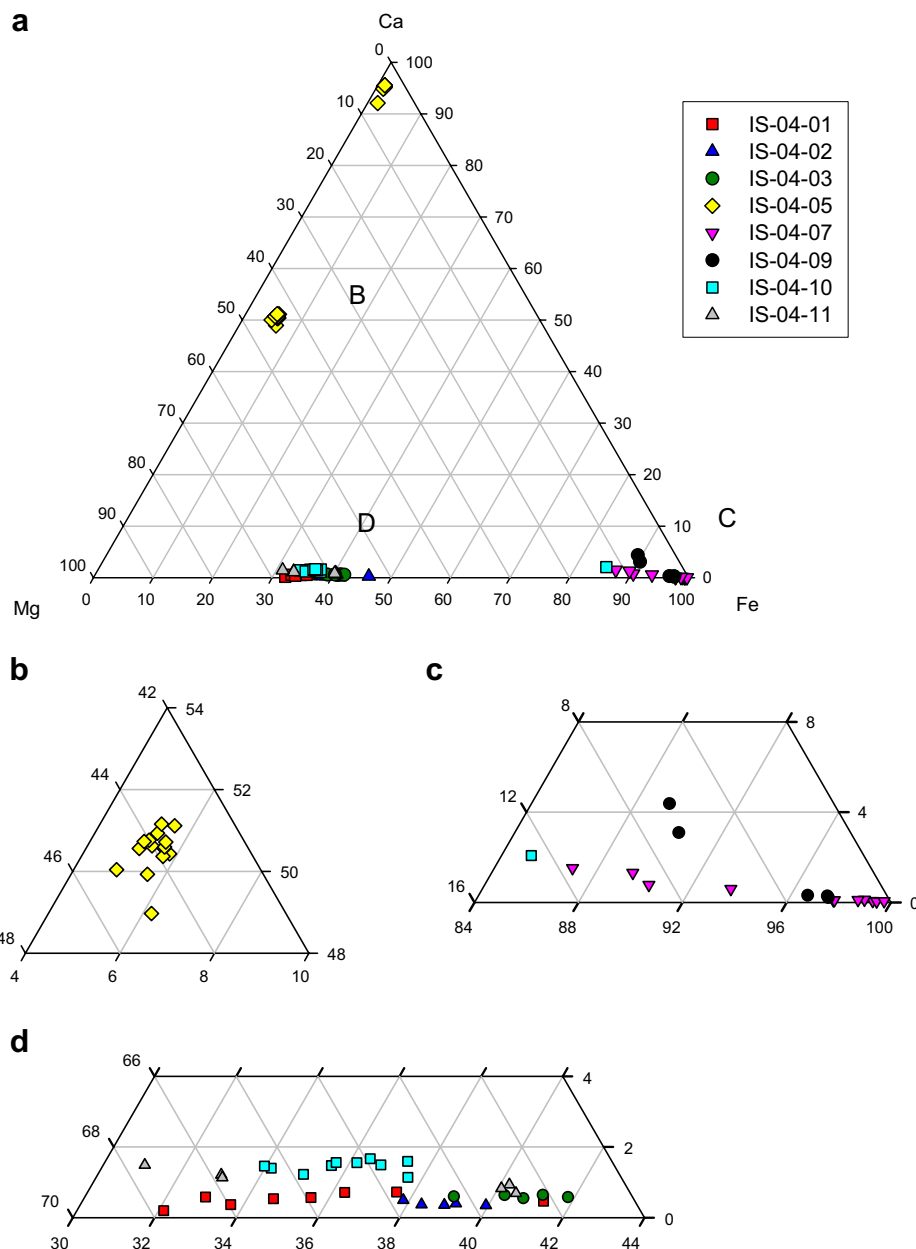 a
Ca
0 100
10 90
20 80
30 70
40 60
B
50 50
60 40
70 30
80 20
D
C
90 10
100 0
Mg 0 10 20 30 40 50 60 70 80 90 100 Fe
IS-04-01
IS-04-02
IS-04-03
IS-04-05
IS-04-07
IS-04-09
IS-04-10
IS-04-11
b
42 54
44 52
46 50
48 48
4 6 8 10
c
8 8
12 4
16 0
84 88 92 96 100
d
66 4
68 2
70 0
30 32 34 36 38 40 42 44